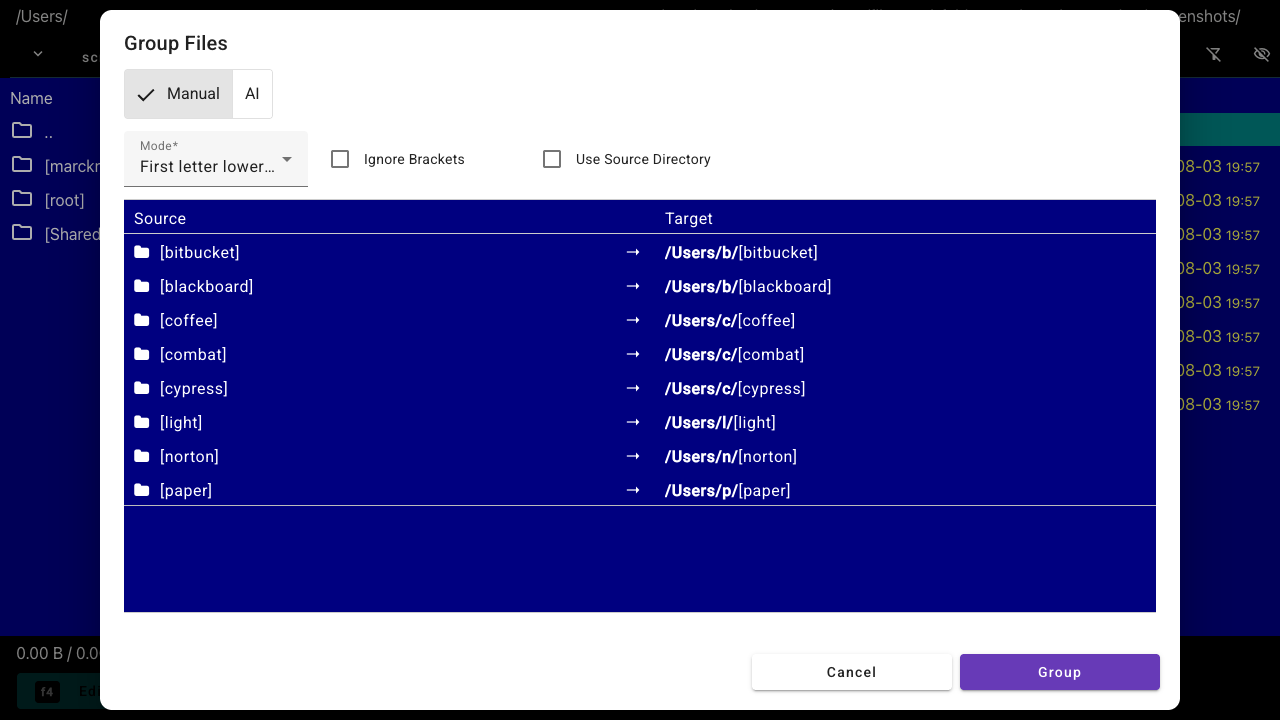 /Users/
enshots/
Group Files
Manual
AI
Mode*
First letter lower…
Ignore Brackets
Use Source Directory
Name
..
[root]
[Shared
Source
Target
[bitbucket] → /Users/b/[bitbucket]
[blackboard] → /Users/b/[blackboard]
[coffee] → /Users/c/[coffee]
[combat] → /Users/c/[combat]
[cypress] → /Users/c/[cypress]
[light] → /Users/l/[light]
[norton] → /Users/n/[norton]
[paper] → /Users/p/[paper]
08-03 19:57
08-03 19:57
08-03 19:57
08-03 19:57
08-03 19:57
08-03 19:57
08-03 19:57
08-03 19:57
0.00 B / 0.0
f4 Ed
Cancel
Group